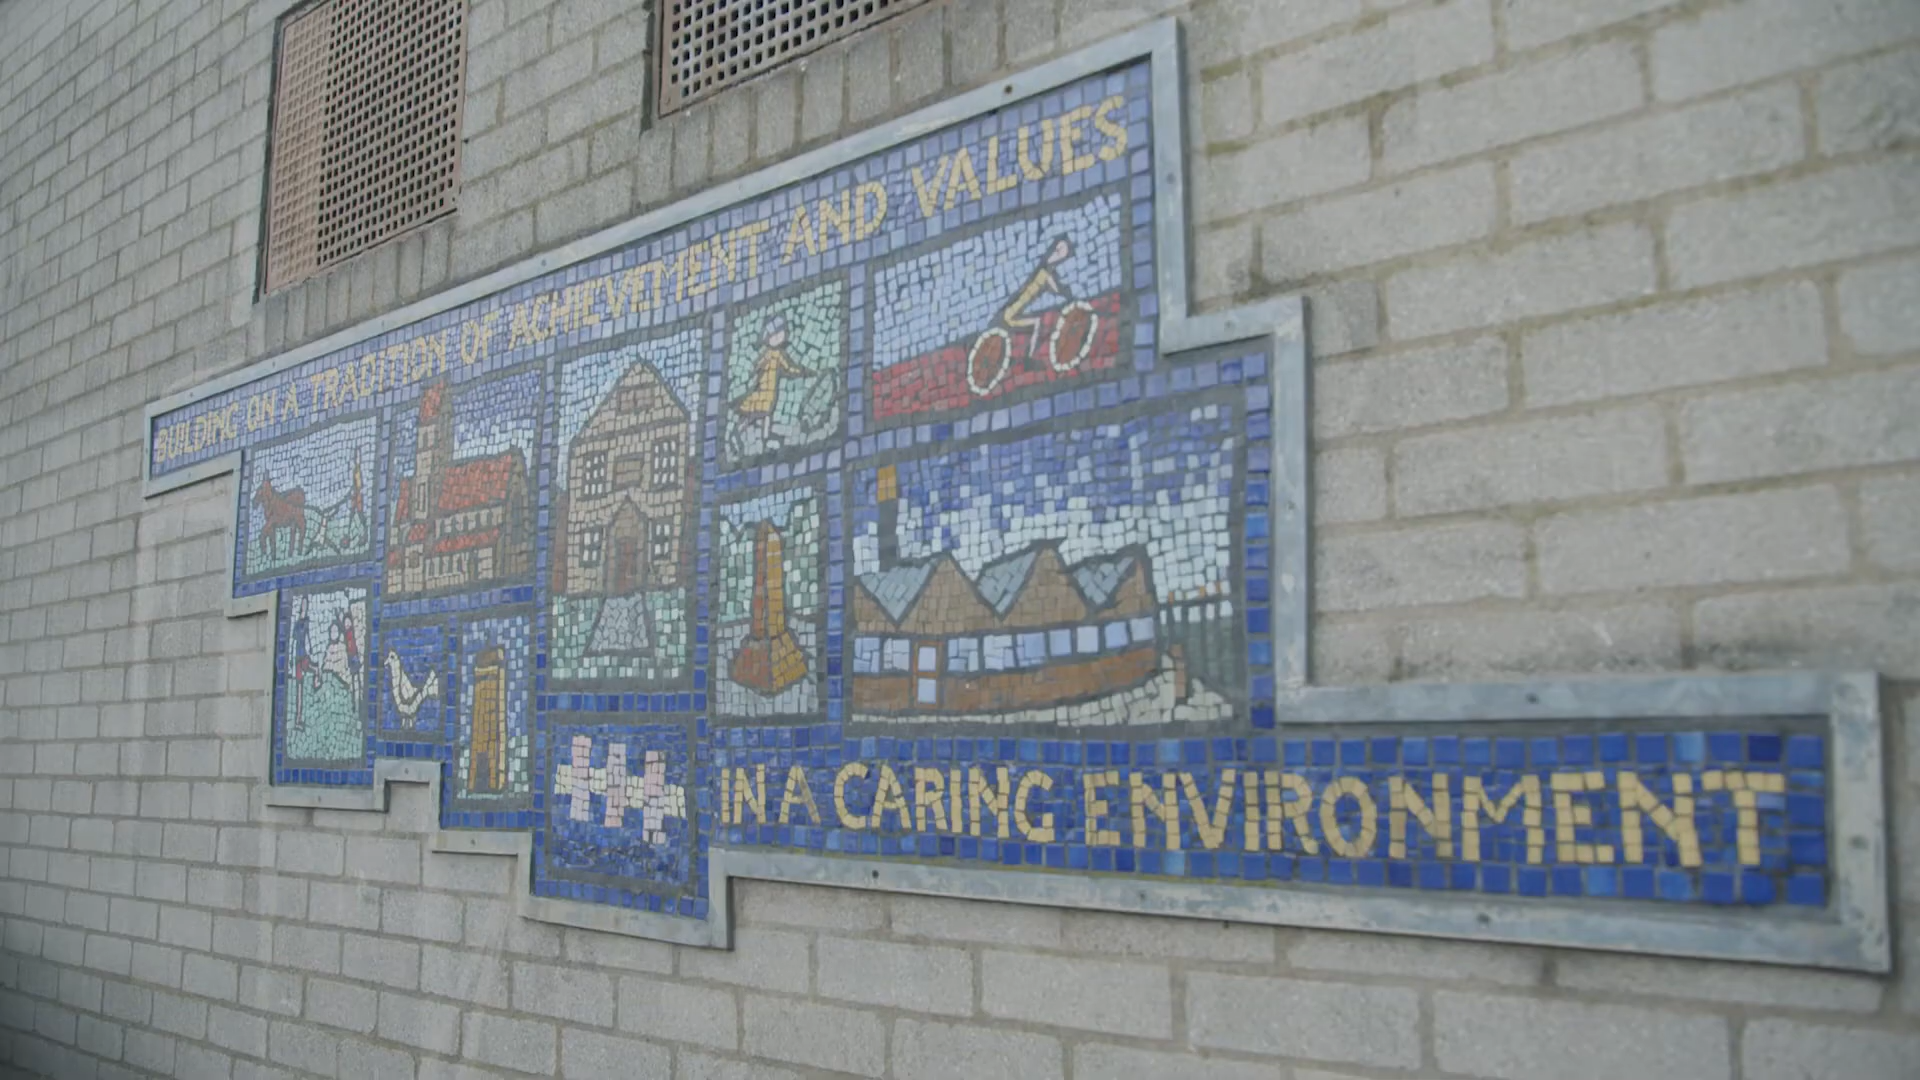 BUILDING ON A TRADITION OF ACHIEVEMENT AND VALUES
IN A CARING ENVIRONMENT